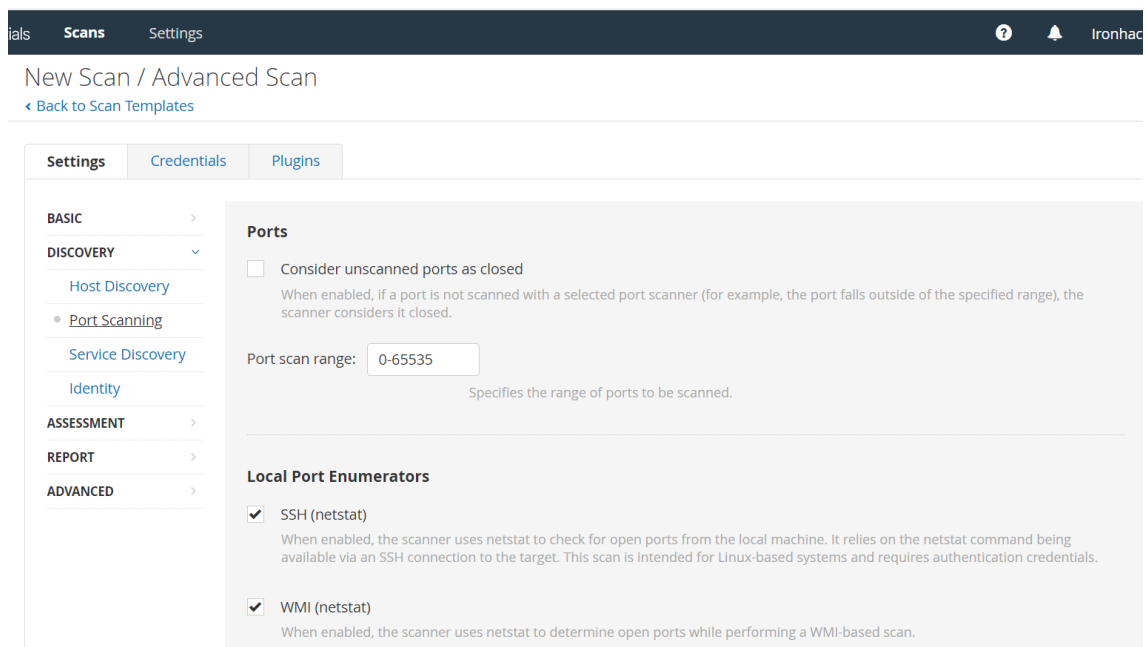 ials Scans Settings Ironhac
New Scan / Advanced Scan
‹ Back to Scan Templates
Settings Credentials Plugins
BASIC
DISCOVERY
Host Discovery
Port Scanning
Service Discovery
Identity
ASSESSMENT
REPORT
ADVANCED
Ports
Consider unscanned ports as closed
When enabled, if a port is not scanned with a selected port scanner (for example, the port falls outside of the specified range), the
scanner considers it closed.
Port scan range: 0-65535
Specifies the range of ports to be scanned.
Local Port Enumerators
SSH (netstat)
When enabled, the scanner uses netstat to check for open ports from the local machine. It relies on the netstat command being
available via an SSH connection to the target. This scan is intended for Linux-based systems and requires authentication credentials.
WMI (netstat)
When enabled, the scanner uses netstat to determine open ports while performing a WMI-based scan.